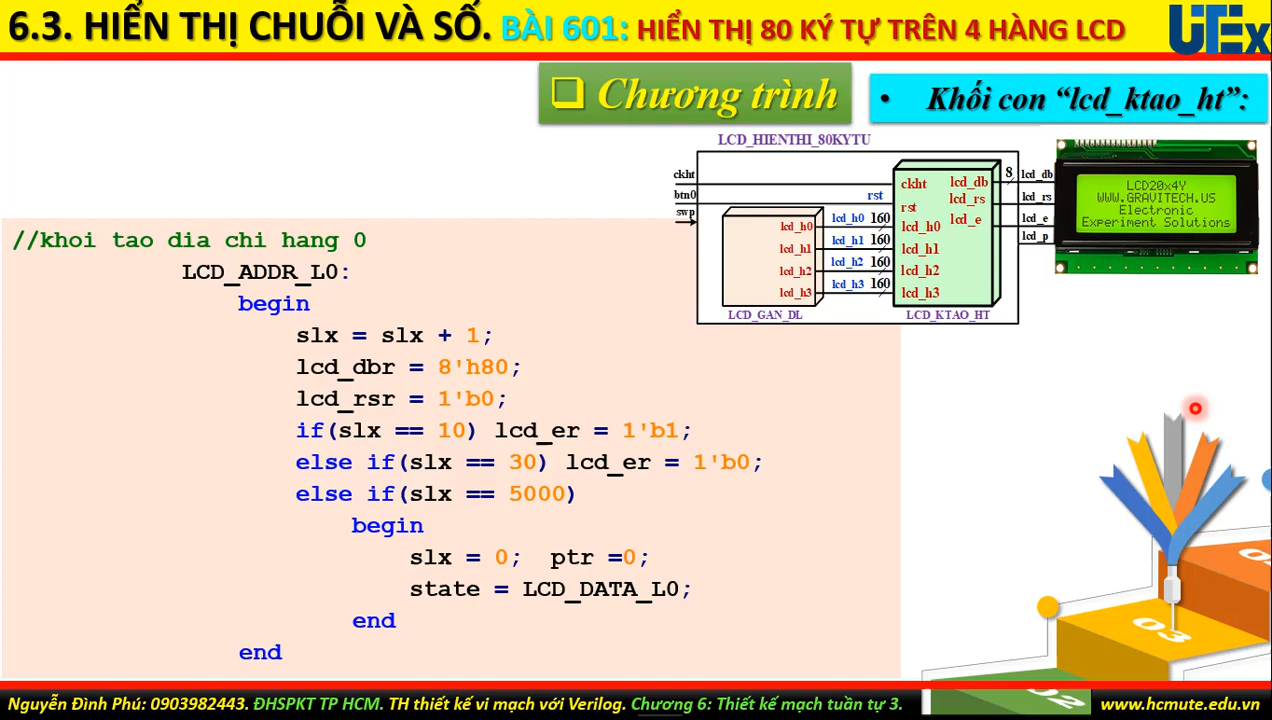 6.3. HIỂN THỊ CHUỖI VÀ SỐ. BÀI 601: HIỂN THỊ 80 KÝ TỰ TRÊN 4 HÀNG LCD
UTEx
❑ Chương trình
• Khối con “lcd_ktao_ht”:
LCD_HIENTHI_80KYTU
ckht
btn0
swp
rst
ckht
rst
lcd_h0
lcd_h1
lcd_h2
lcd_h3
lcd_db
lcd_rs
lcd_e
lcd_h0
lcd_h1
lcd_h2
lcd_h3
lcd_h0 160
lcd_h1 160
lcd_h2 160
lcd_h3 160
LCD_GAN_DL
LCD_KTAO_HT
8 lcd_db
lcd_rs
lcd_e
lcd_p
LCD20x4Y
WWW.GRAVITECH.US
Electronic
Experiment Solutions
//khoi tao dia chi hang 0
LCD_ADDR_L0:
begin
slx = slx + 1;
lcd_dbr = 8'h80;
lcd_rsr = 1'b0;
if(slx == 10) lcd_er = 1'b1;
else if(slx == 30) lcd_er = 1'b0;
else if(slx == 5000)
begin
slx = 0; ptr =0;
state = LCD_DATA_L0;
end
end
03
02
Nguyễn Đình Phú: 0903982443. ĐHSPKT TP HCM. TH thiết kế vi mạch với Verilog. Chương 6: Thiết kế mạch tuần tự 3.
www.hcmute.edu.vn